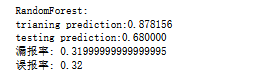 RandomForest:
trianing prediction:0.878156
testing prediction:0.680000
漏报率: 0.31999999999999995
误报率: 0.32